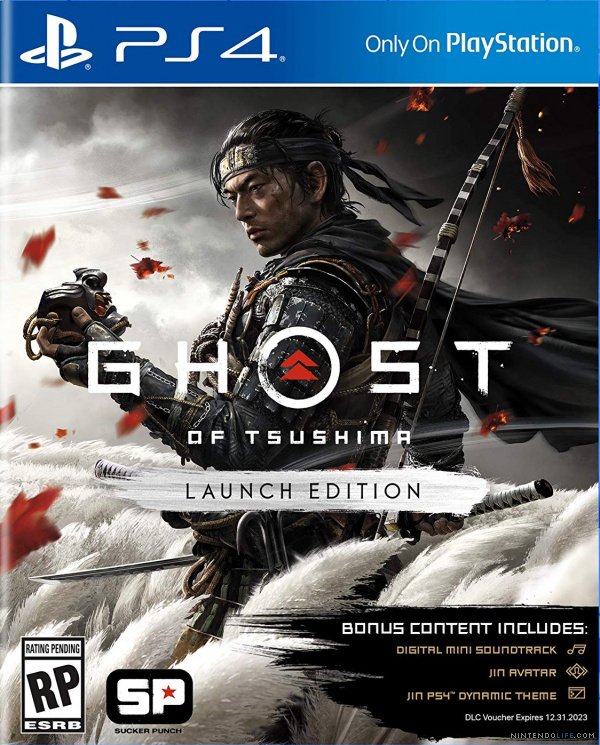 PS4
Only On PlayStation®
GHOST
OF TSUSHIMA
LAUNCH EDITION
BONUS CONTENT INCLUDES:
DIGITAL MINI SOUNDTRACK
JIN AVATAR
JIN PS4™ DYNAMIC THEME
DLC Voucher Expires 12.31.2023
RATING PENDING
RP
ESRB
SP
SUCKER PUNCH
NINTENDOLIFE.COM